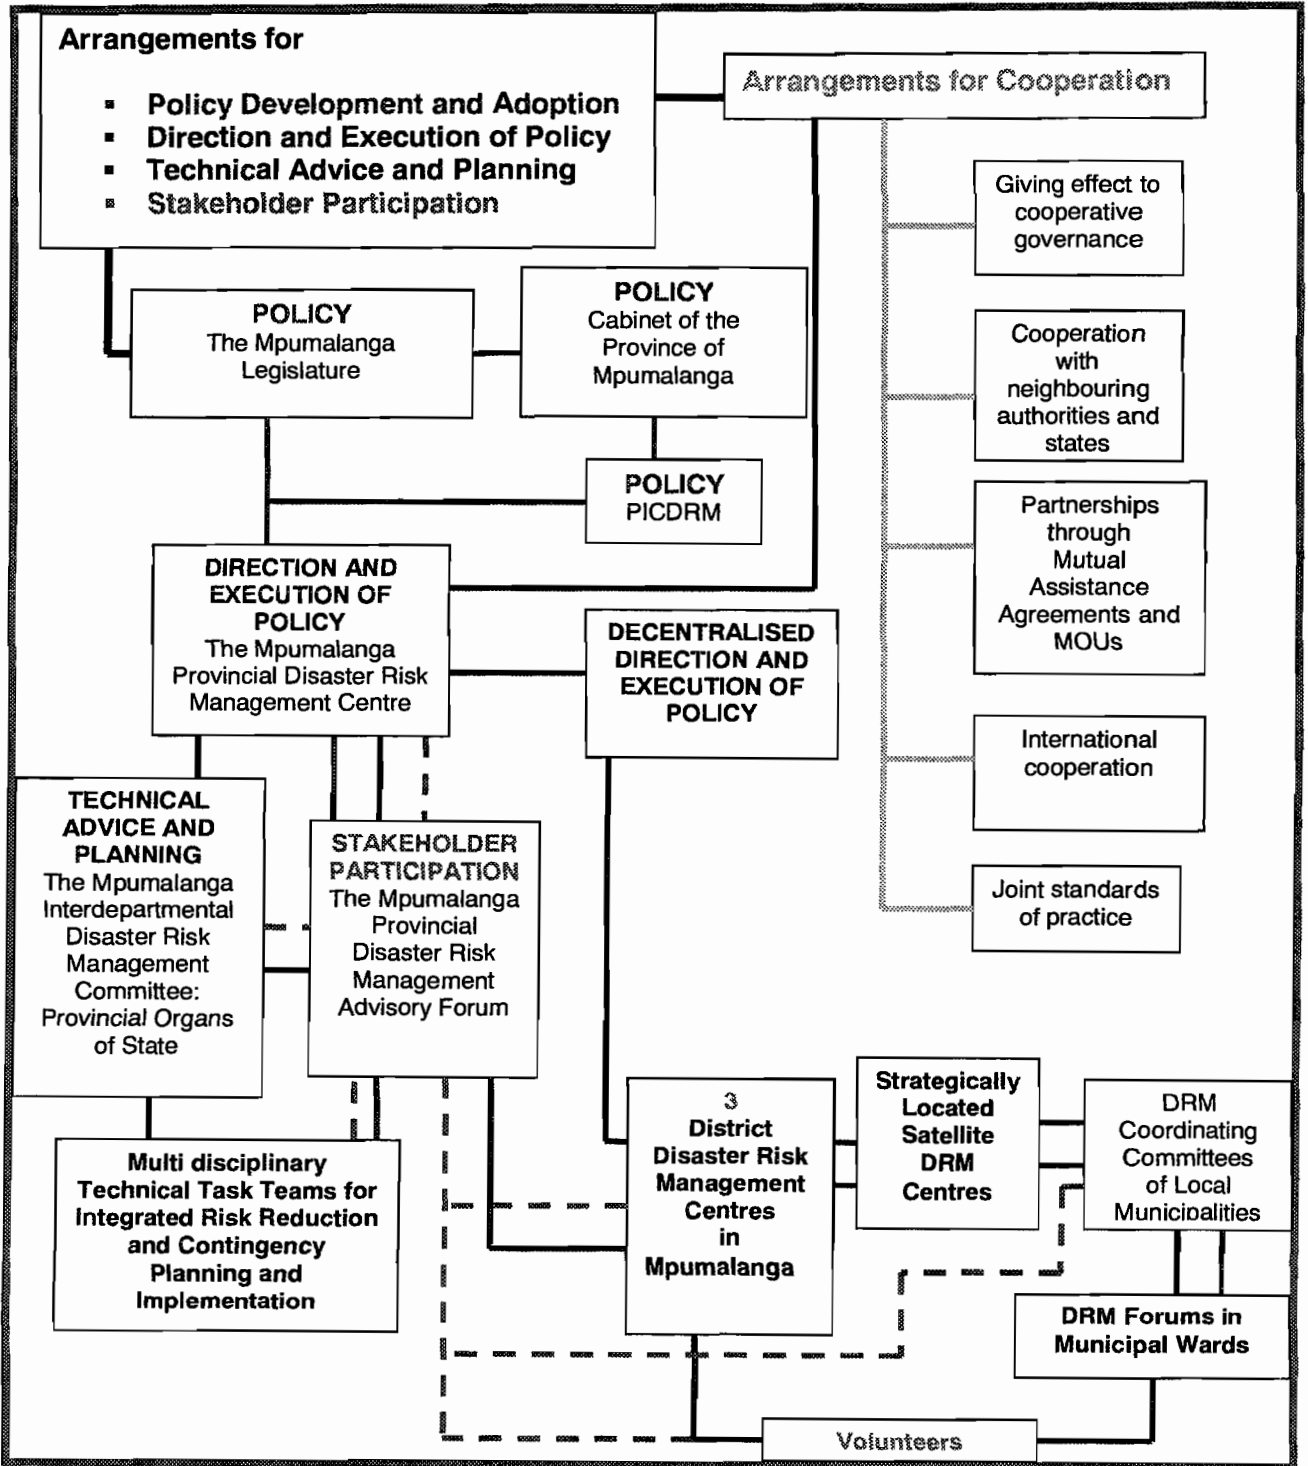 Arrangements for
▪ Policy Development and Adoption
▪ Direction and Execution of Policy
▪ Technical Advice and Planning
▪ Stakeholder Participation
Arrangements for Cooperation
Giving effect to
cooperative
governance
Cooperation
with
neighbouring
authorities and
states
Partnerships
through
Mutual
Assistance
Agreements and
MOUs
International
cooperation
Joint standards
of practice
POLICY
The Mpumalanga
Legislature
POLICY
Cabinet of the
Province of
Mpumalanga
POLICY
PICDRM
DIRECTION AND
EXECUTION OF
POLICY
The Mpumalanga
Provincial Disaster Risk
Management Centre
DECENTRALISED
DIRECTION AND
EXECUTION OF
POLICY
TECHNICAL
ADVICE AND
PLANNING
The Mpumalanga
Interdepartmental
Disaster Risk
Management
Committee:
Provincial Organs
of State
STAKEHOLDER
PARTICIPATION
The Mpumalanga
Provincial
Disaster Risk
Management
Advisory Forum
Multi disciplinary
Technical Task Teams for
Integrated Risk Reduction
and Contingency
Planning and
Implementation
3
District
Disaster Risk
Management
Centres
in
Mpumalanga
Strategically
Located
Satellite
DRM
Centres
DRM
Coordinating
Committees
of Local
Municipalities
DRM Forums in
Municipal Wards
Volunteers